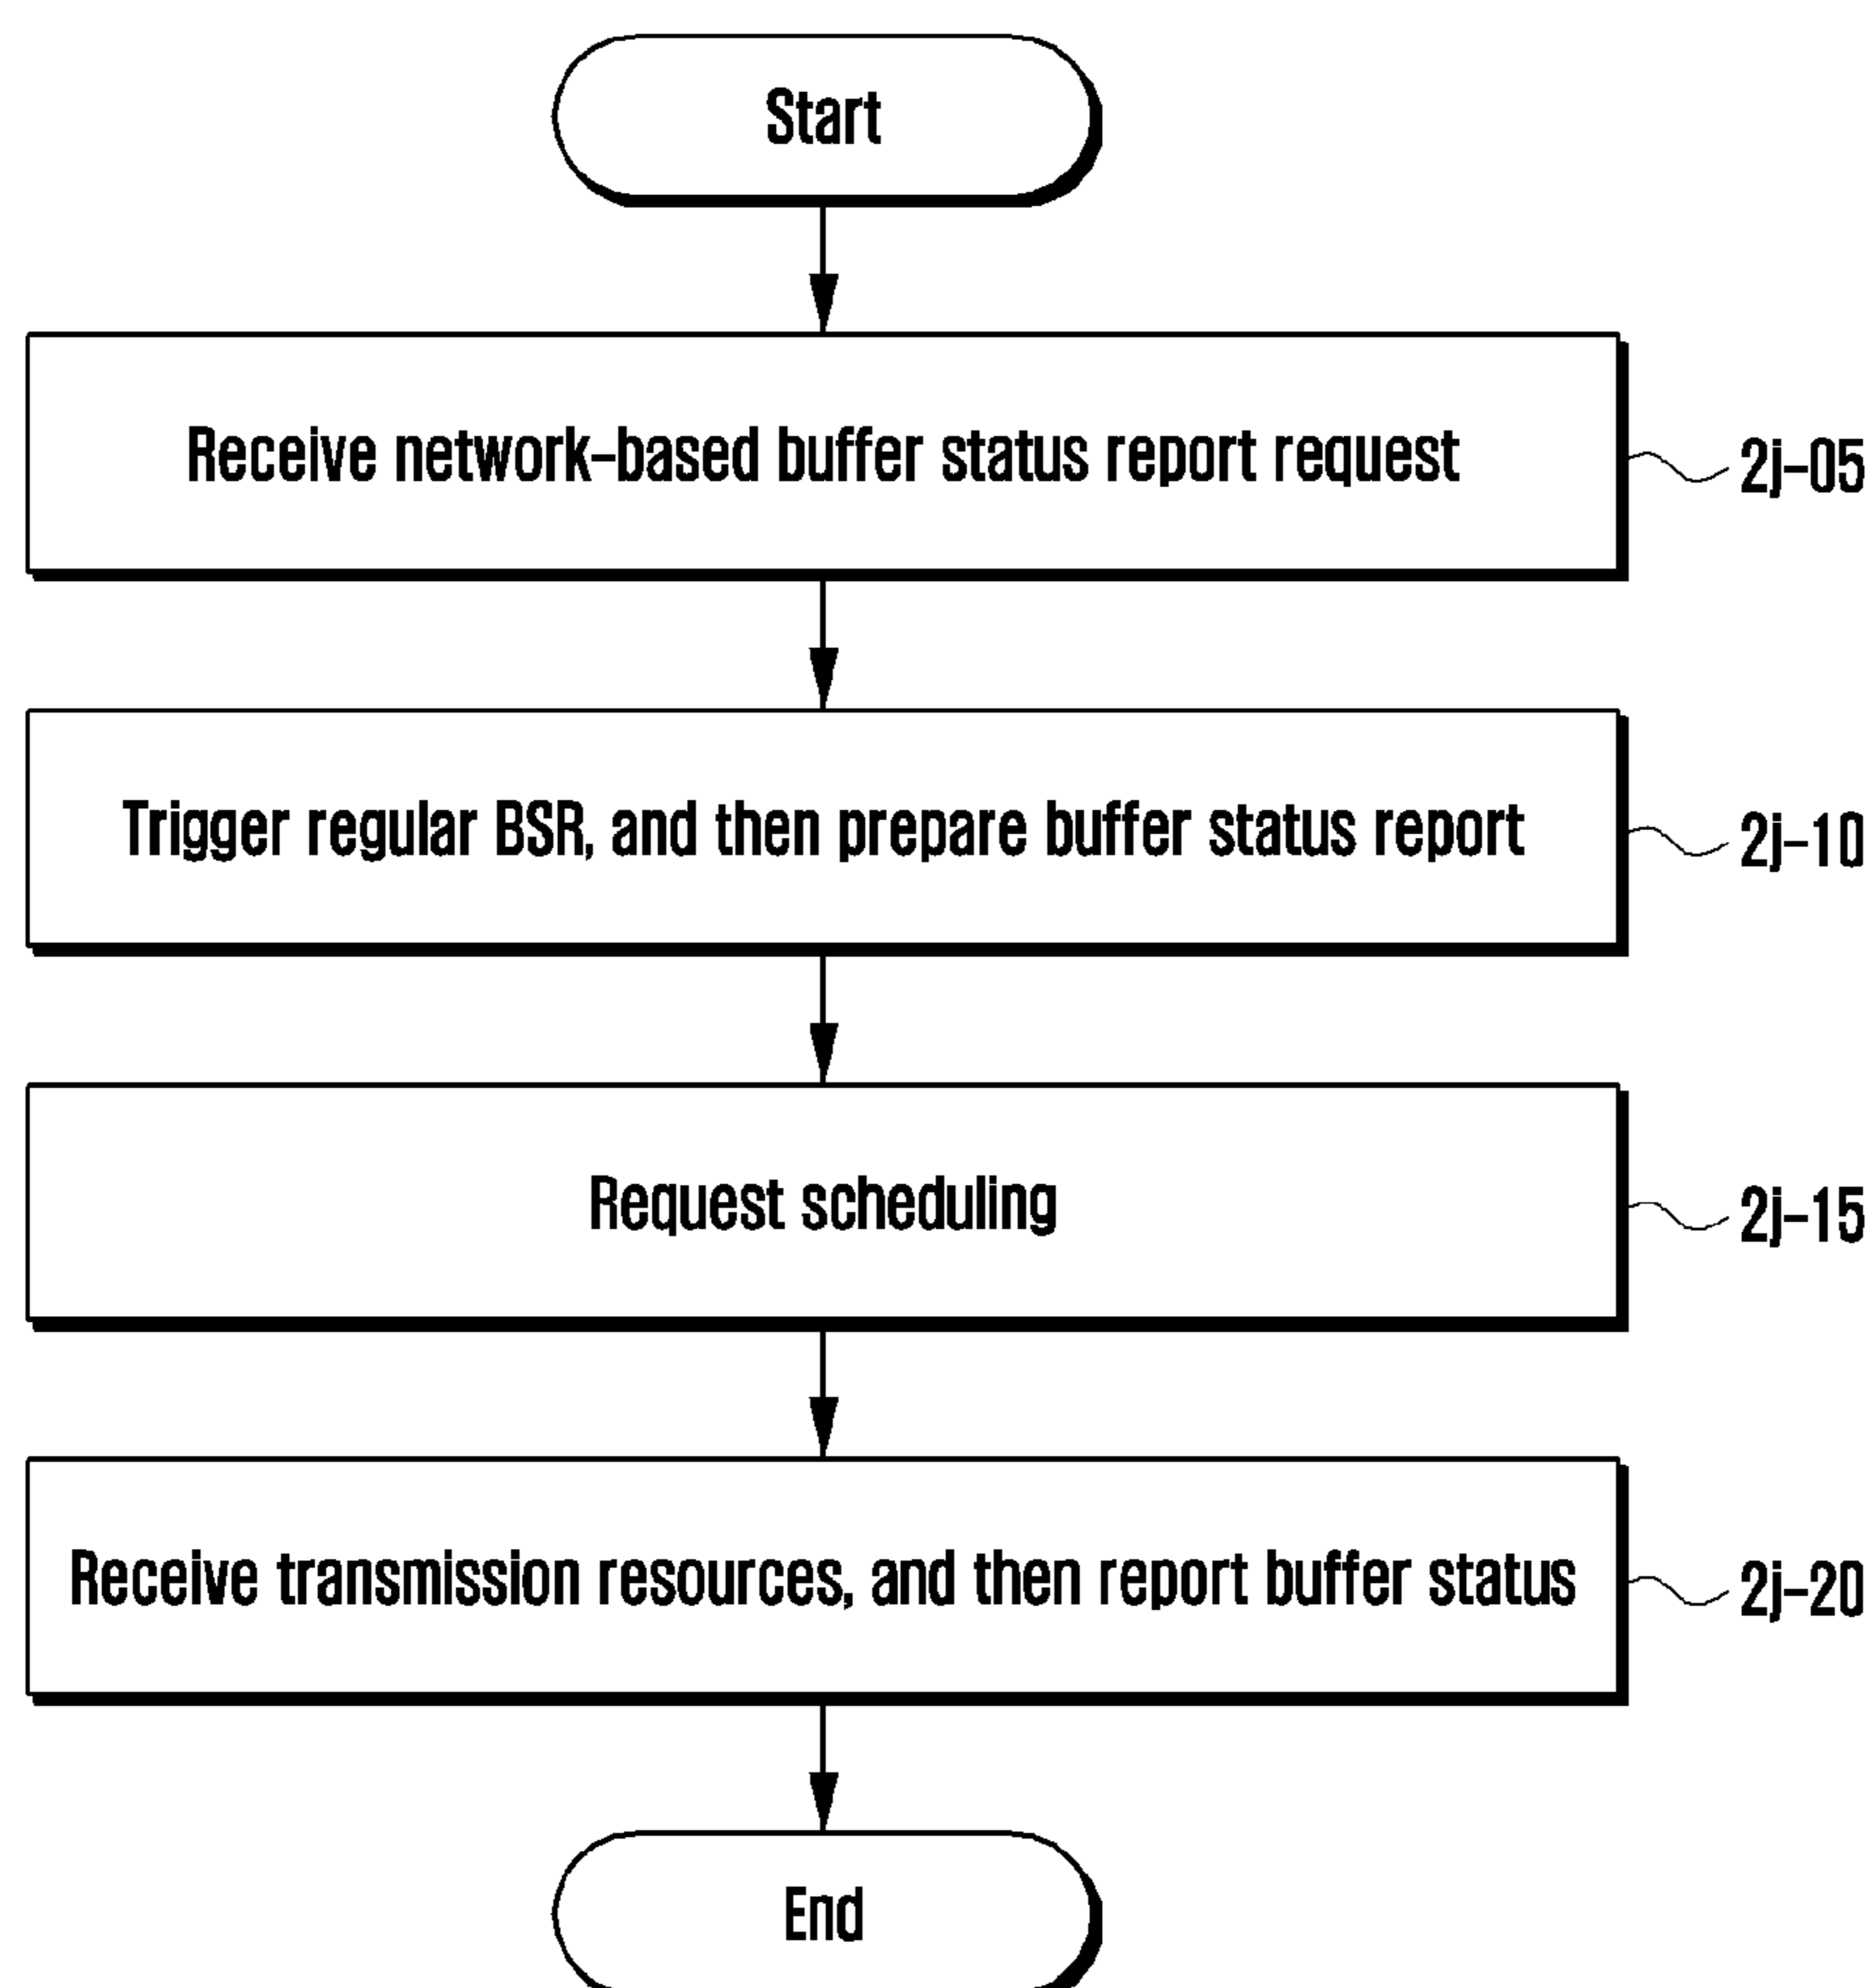 Start
Receive network-based buffer status report request
2j-05
Trigger regular BSR, and then prepare buffer status report
2j-10
Request scheduling
2j-15
Receive transmission resources, and then report buffer status
2j-20
End